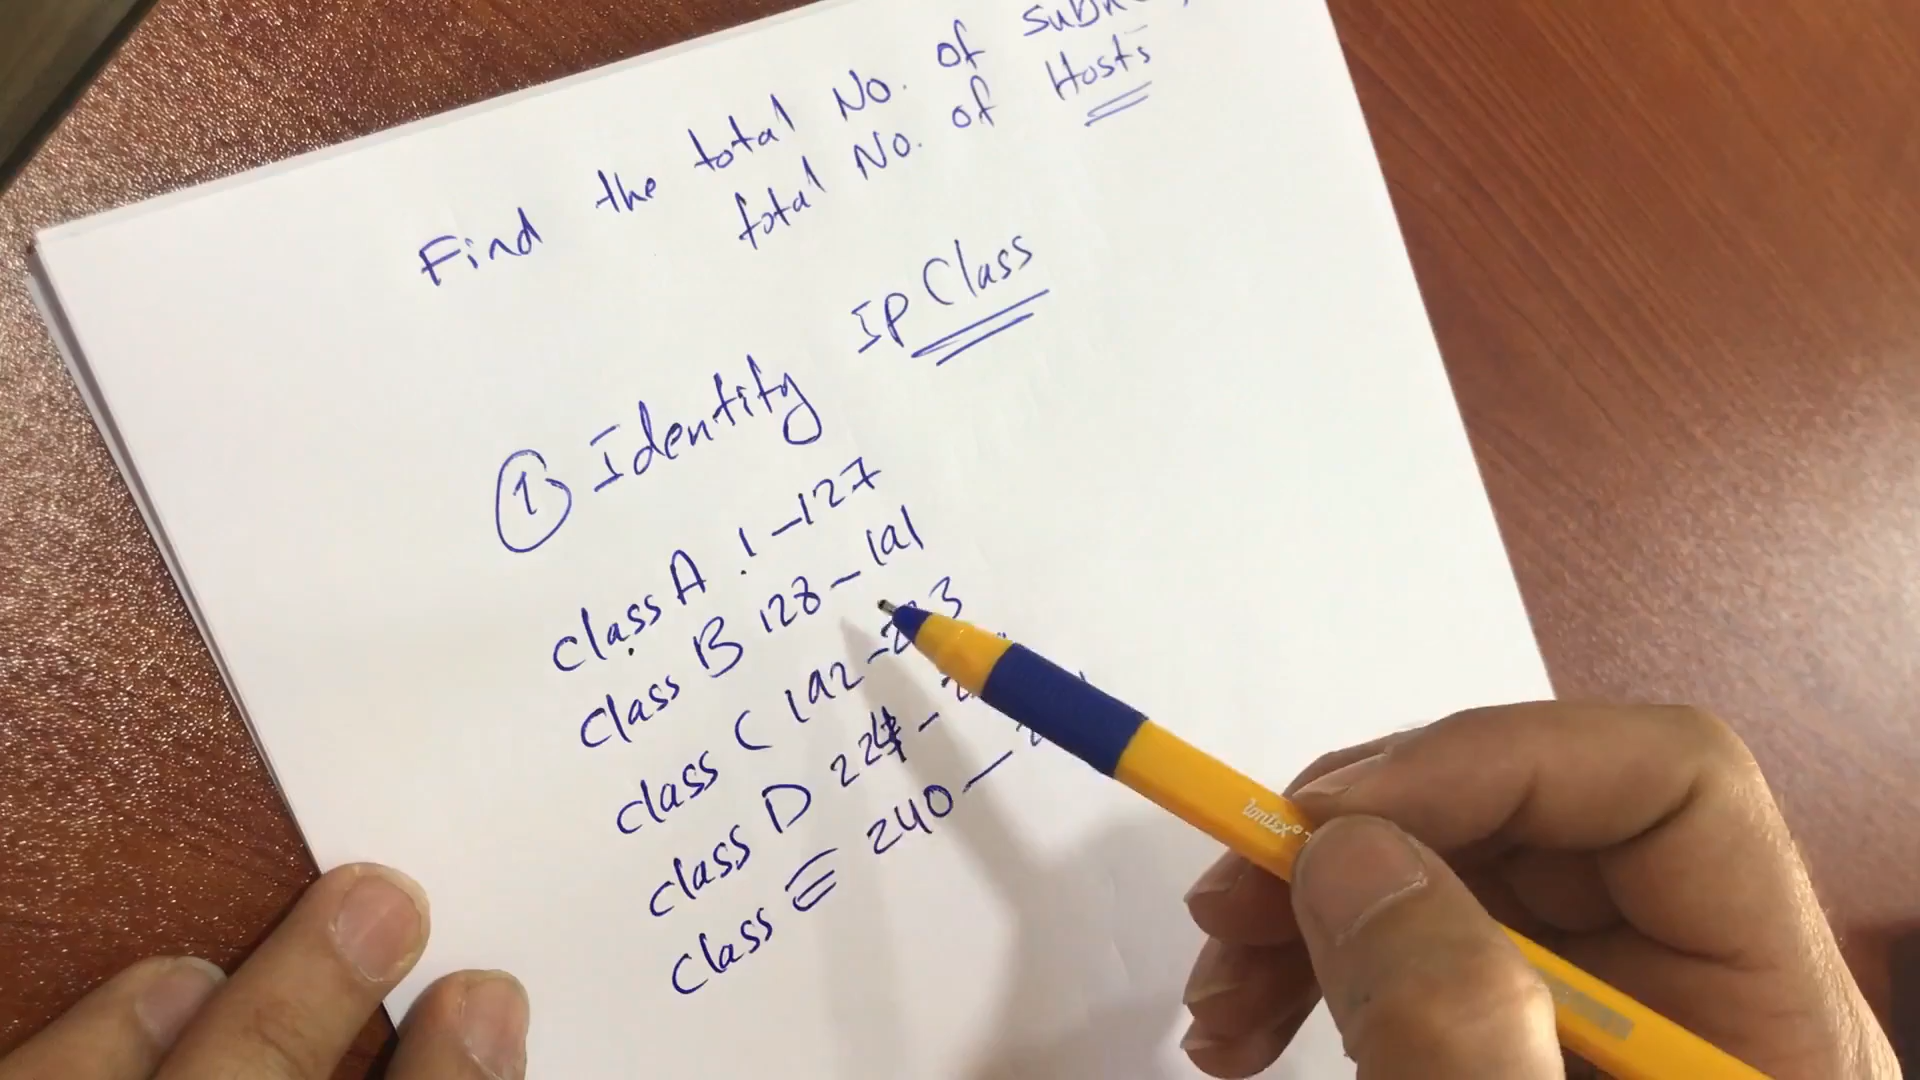 Find the total No. of
total No. of Hosts
① Identify IP Class
class A 1 - 127
class B 128 - 191
class C 192 - 223
class D 224 -
class E 240 -